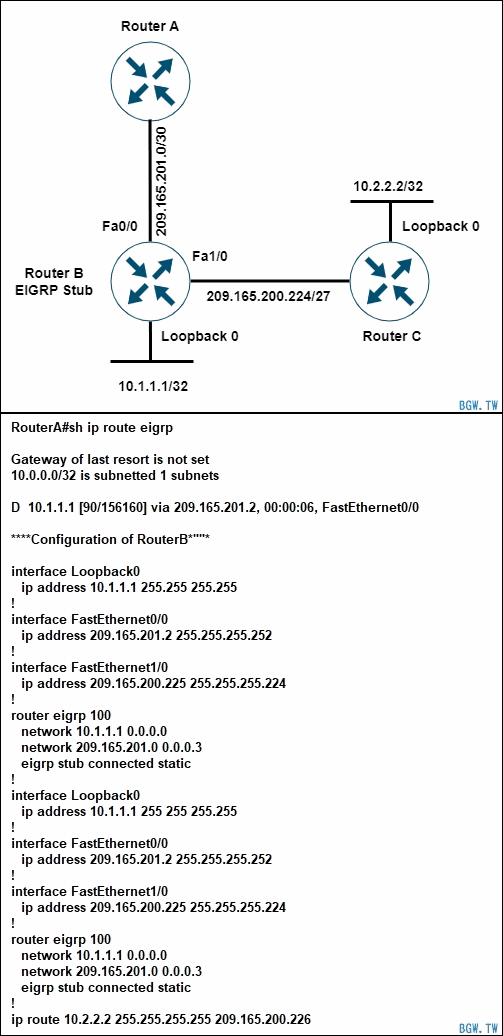 Router A
209.165.201.0/30
10.2.2.2/32
Fa0/0
Loopback 0
Fa1/0
Router B
EIGRP Stub
209.165.200.224/27
Router C
Loopback 0
10.1.1.1/32
BGW.TW
RouterA#sh ip route eigrp
Gateway of last resort is not set
10.0.0.0/32 is subnetted 1 subnets
D 10.1.1.1 [90/156160] via 209.165.201.2, 00:00:06, FastEthernet0/0
****Configuration of RouterB*""*
interface Loopback0
ip address 10.1.1.1 255.255 255.255
!
interface FastEthernet0/0
ip address 209.165.201.2 255.255.255.252
!
interface FastEthernet1/0
ip address 209.165.200.225 255.255.255.224
!
router eigrp 100
network 10.1.1.1 0.0.0.0
network 209.165.201.0 0.0.0.3
eigrp stub connected static
!
interface Loopback0
ip address 10.1.1.1 255 255 255.255
!
interface FastEthernet0/0
ip address 209.165.201.2 255.255.255.252
!
interface FastEthernet1/0
ip address 209.165.200.225 255.255.255.224
!
router eigrp 100
network 10.1.1.1 0.0.0.0
network 209.165.201.0 0.0.0.3
eigrp stub connected static
!
ip route 10.2.2.2 255.255.255.255 209.165.200.226
BGW.TW